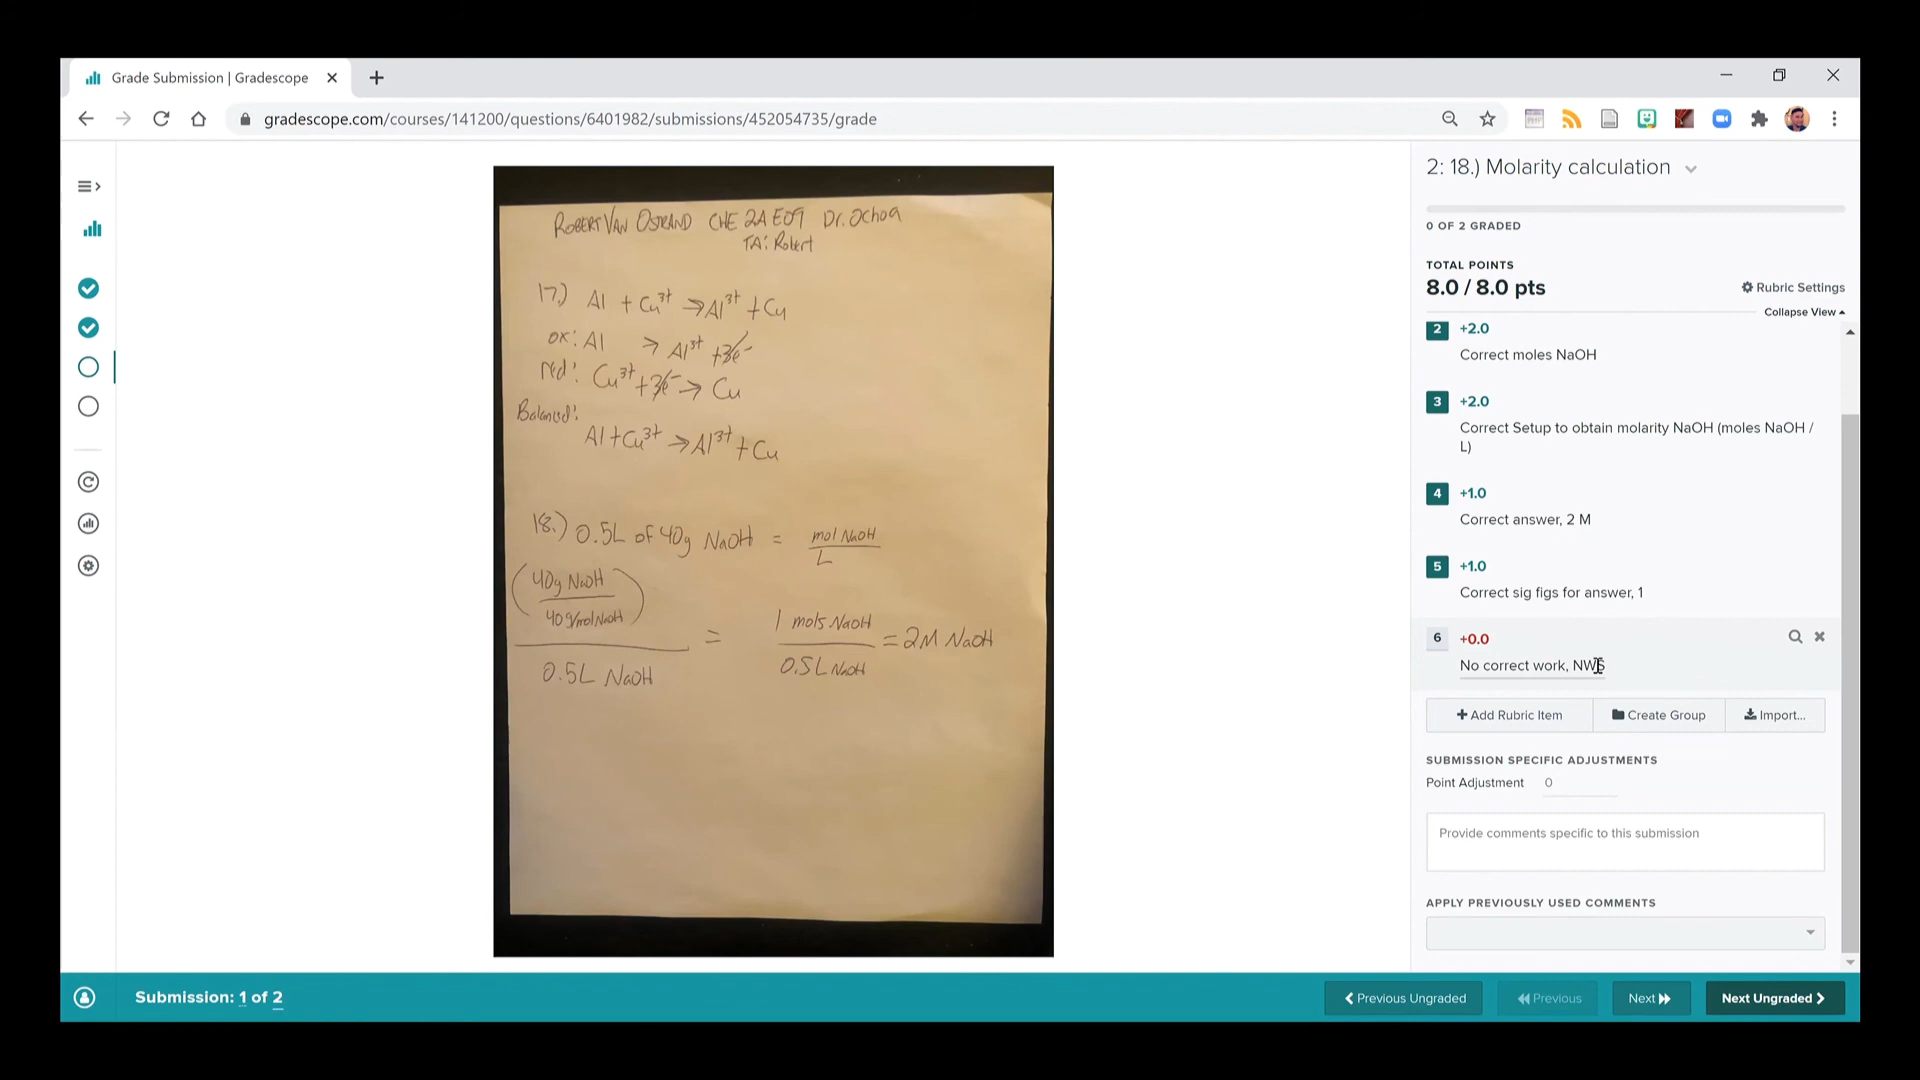 Grade Submission | Gradescope
gradescope.com/courses/141200/questions/6401982/submissions/452054735/grade
ROBERT VAN OSTRAND CHE 2A E09 Dr. Ochoa
TA: Robert
17.) Al + Cu³⁺ → Al³⁺ + Cu
ox: Al → Al³⁺ + 3e⁻
red: Cu³⁺ + 3e⁻ → Cu
Balanced:
Al + Cu³⁺ → Al³⁺ + Cu
18.) 0.5L of 40g NaOH = mol NaOH
L
(40g NaOH
40g/mol NaOH)
0.5L NaOH
=
1 mols NaOH
0.5L NaOH
= 2M NaOH
2: 18.) Molarity calculation
0 OF 2 GRADED
TOTAL POINTS
8.0 / 8.0 pts
Rubric Settings
Collapse View
2 +2.0
Correct moles NaOH
3 +2.0
Correct Setup to obtain molarity NaOH (moles NaOH /
L)
4 +1.0
Correct answer, 2 M
5 +1.0
Correct sig figs for answer, 1
6 +0.0
No correct work, NWS
+ Add Rubric Item
Create Group
Import...
SUBMISSION SPECIFIC ADJUSTMENTS
Point Adjustment 0
Provide comments specific to this submission
APPLY PREVIOUSLY USED COMMENTS
Submission: 1 of 2
Previous Ungraded
Previous
Next
Next Ungraded